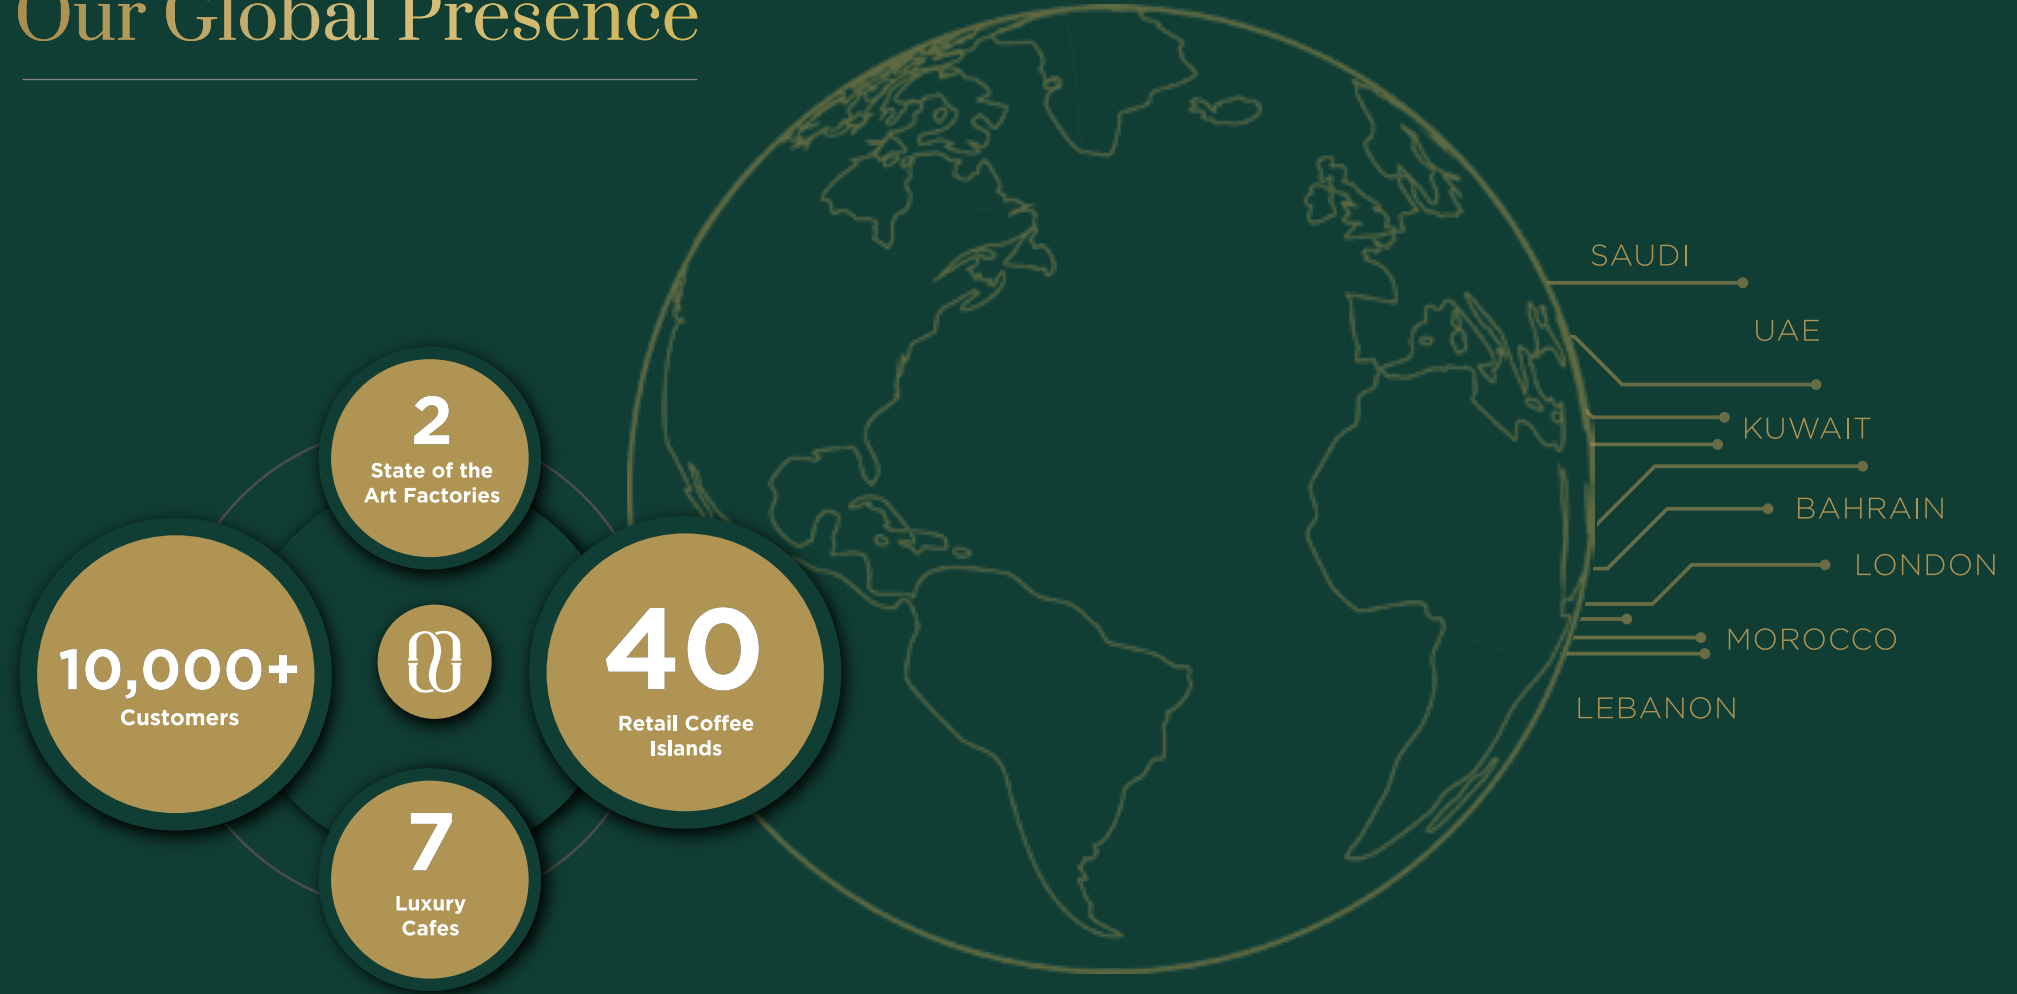 Our Global Presence
2
State of the
Art Factories
10,000+
Customers
40
Retail Coffee
Islands
7
Luxury
Cafes
SAUDI
UAE
KUWAIT
BAHRAIN
LONDON
MOROCCO
LEBANON